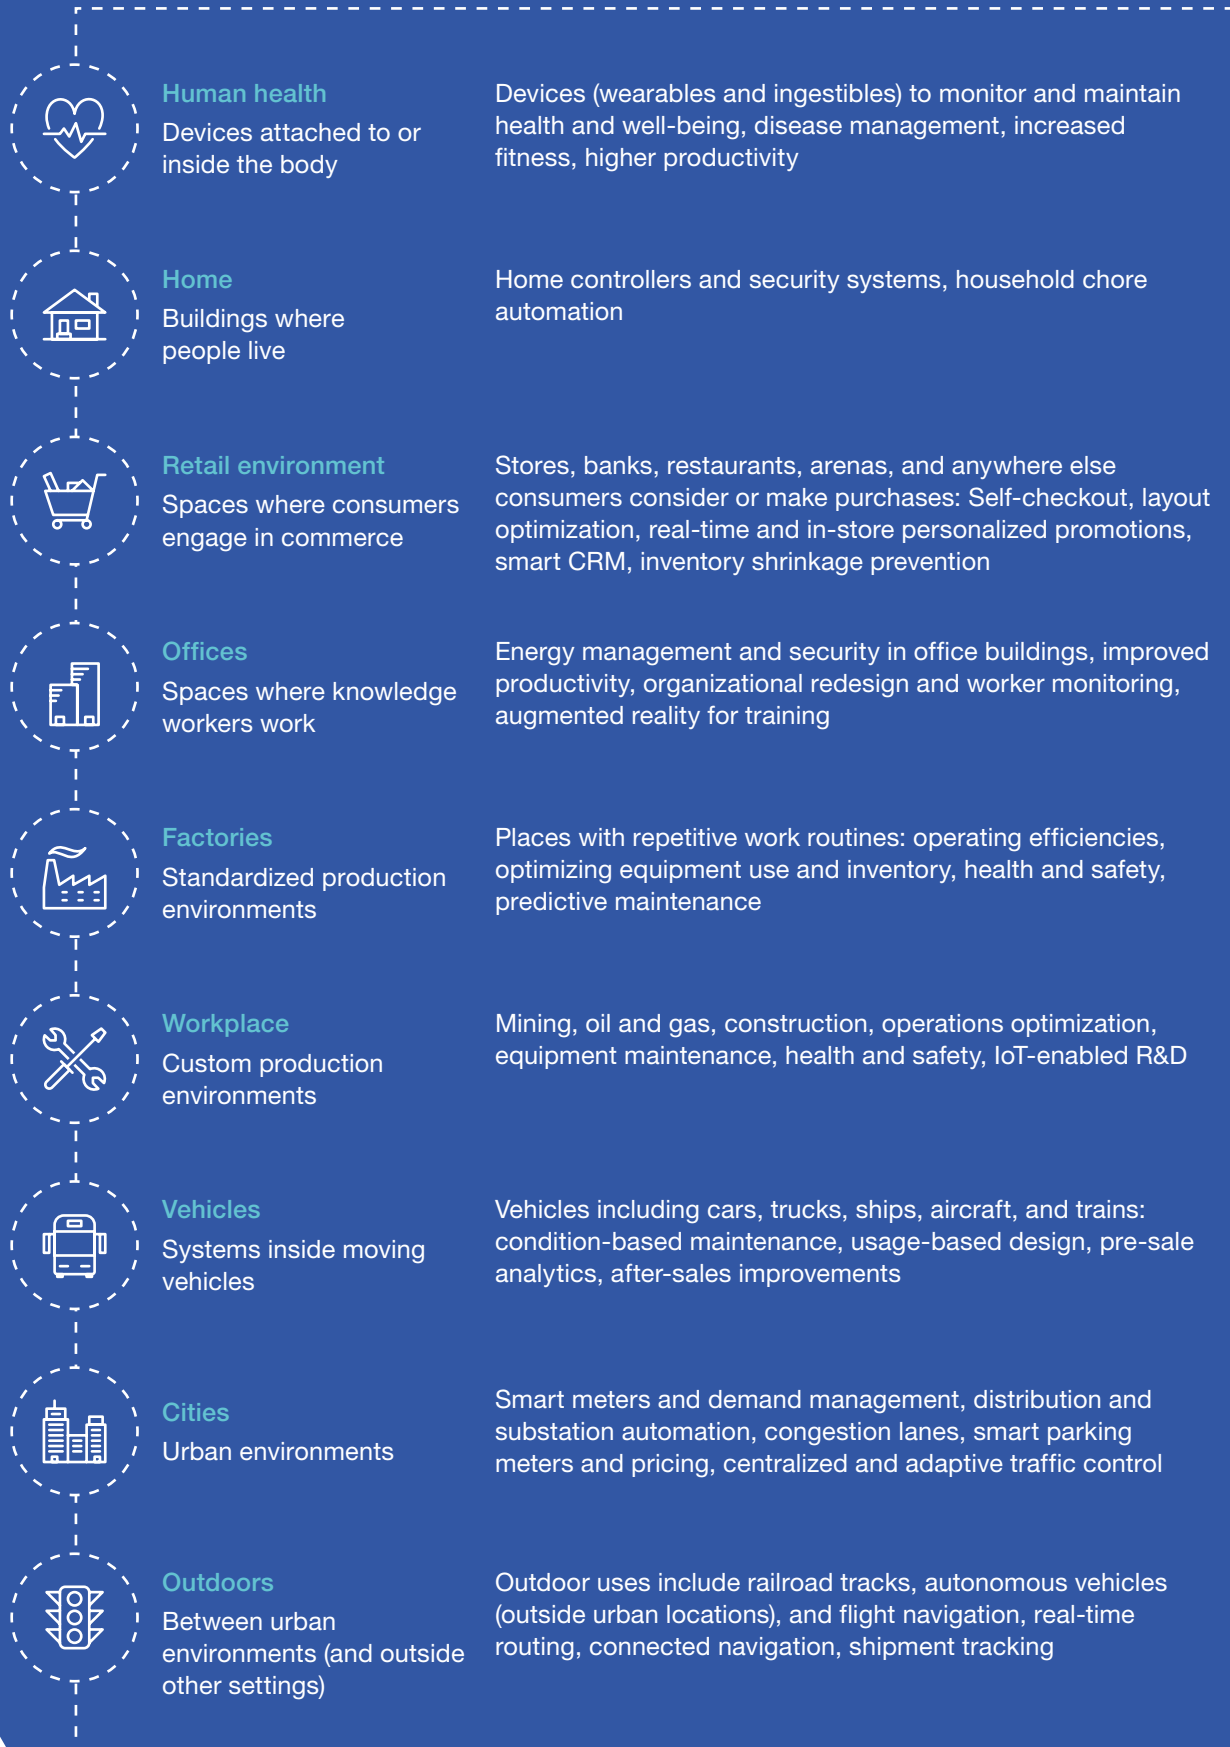 Human health
Devices attached to or
inside the body
Devices (wearables and ingestibles) to monitor and maintain
health and well-being, disease management, increased
fitness, higher productivity
Home
Buildings where
people live
Home controllers and security systems, household chore
automation
Retail environment
Spaces where consumers
engage in commerce
Stores, banks, restaurants, arenas, and anywhere else
consumers consider or make purchases: Self-checkout, layout
optimization, real-time and in-store personalized promotions,
smart CRM, inventory shrinkage prevention
Offices
Spaces where knowledge
workers work
Energy management and security in office buildings, improved
productivity, organizational redesign and worker monitoring,
augmented reality for training
Factories
Standardized production
environments
Places with repetitive work routines: operating efficiencies,
optimizing equipment use and inventory, health and safety,
predictive maintenance
Workplace
Custom production
environments
Mining, oil and gas, construction, operations optimization,
equipment maintenance, health and safety, IoT-enabled R&D
Vehicles
Systems inside moving
vehicles
Vehicles including cars, trucks, ships, aircraft, and trains:
condition-based maintenance, usage-based design, pre-sale
analytics, after-sales improvements
Cities
Urban environments
Smart meters and demand management, distribution and
substation automation, congestion lanes, smart parking
meters and pricing, centralized and adaptive traffic control
Outdoors
Between urban
environments (and outside
other settings)
Outdoor uses include railroad tracks, autonomous vehicles
(outside urban locations), and flight navigation, real-time
routing, connected navigation, shipment tracking